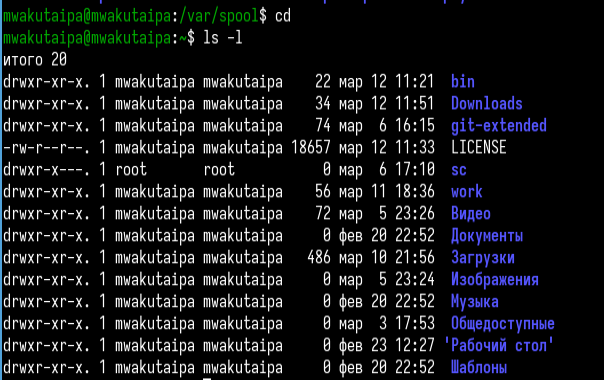 mwakutaipa@mwakutaipa:/var/spool$ cd
mwakutaipa@mwakutaipa:~$ ls -l
итого 20
drwxr-xr-x. 1 mwakutaipa mwakutaipa    22 мар 12 11:21  bin
drwxr-xr-x. 1 mwakutaipa mwakutaipa    34 мар 12 11:51  Downloads
drwxr-xr-x. 1 mwakutaipa mwakutaipa    74 мар  6 16:15  git-extended
-rw-r--r--. 1 mwakutaipa mwakutaipa 18657 мар 12 11:33  LICENSE
drwxr-x---. 1 root       root           0 мар  6 17:10  sc
drwxr-xr-x. 1 mwakutaipa mwakutaipa    56 мар 11 18:36  work
drwxr-xr-x. 1 mwakutaipa mwakutaipa    72 мар  5 23:26  Видео
drwxr-xr-x. 1 mwakutaipa mwakutaipa     0 фев 20 22:52  Документы
drwxr-xr-x. 1 mwakutaipa mwakutaipa   486 мар 10 21:56  Загрузки
drwxr-xr-x. 1 mwakutaipa mwakutaipa     0 мар  5 23:24  Изображения
drwxr-xr-x. 1 mwakutaipa mwakutaipa     0 фев 20 22:52  Музыка
drwxr-xr-x. 1 mwakutaipa mwakutaipa     0 мар  3 17:53  Общедоступные
drwxr-xr-x. 1 mwakutaipa mwakutaipa     0 фев 23 12:27 'Рабочий стол'
drwxr-xr-x. 1 mwakutaipa mwakutaipa     0 фев 20 22:52  Шаблоны